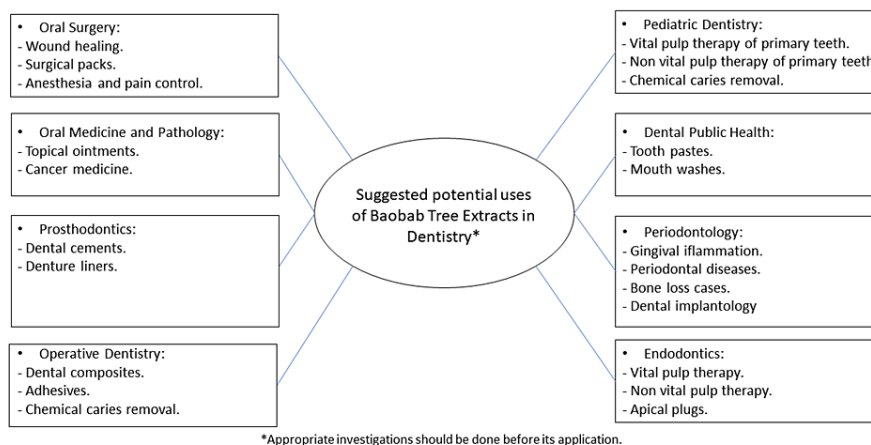 • Oral Surgery:
- Wound healing.
- Surgical packs.
- Anesthesia and pain control.
• Oral Medicine and Pathology:
- Topical ointments.
- Cancer medicine.
• Prosthodontics:
- Dental cements.
- Denture liners.
• Operative Dentistry:
- Dental composites.
- Adhesives.
- Chemical caries removal.
Suggested potential uses
of Baobab Tree Extracts in
Dentistry*
• Pediatric Dentistry:
- Vital pulp therapy of primary teeth.
- Non vital pulp therapy of primary teeth
- Chemical caries removal.
• Dental Public Health:
- Tooth pastes.
- Mouth washes.
• Periodontology:
- Gingival iflammation.
- Periodontal diseases.
- Bone loss cases.
- Dental implantology
• Endodontics:
- Vital pulp therapy.
- Non vital pulp therapy.
- Apical plugs.
*Appropriate investigations should be done before its application.